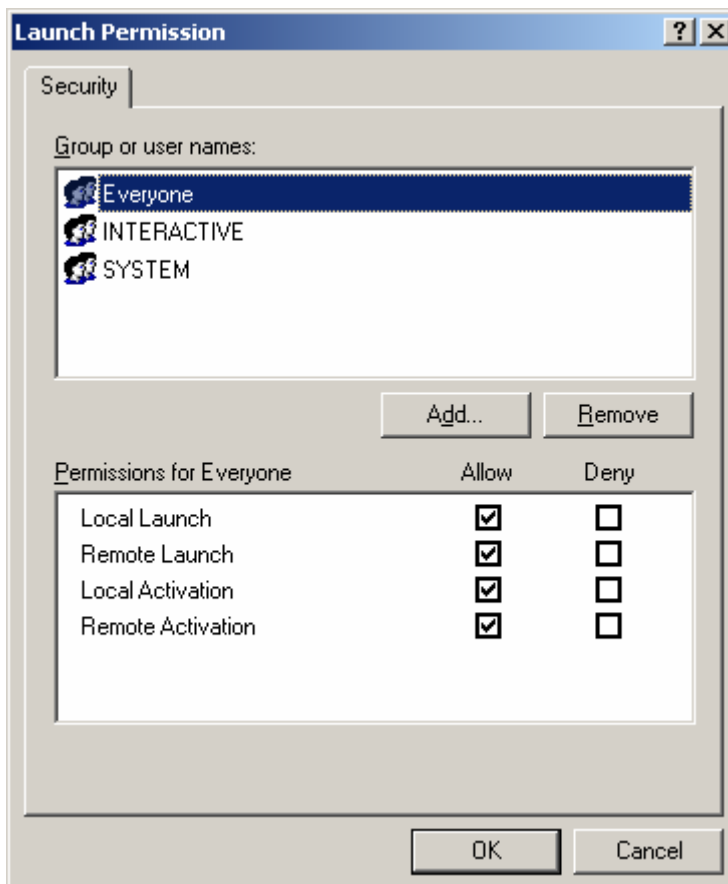 Launch Permission
Security
Group or user names:
Everyone
INTERACTIVE
SYSTEM
Add... Remove
Permissions for Everyone Allow Deny
Local Launch
Remote Launch
Local Activation
Remote Activation
OK Cancel